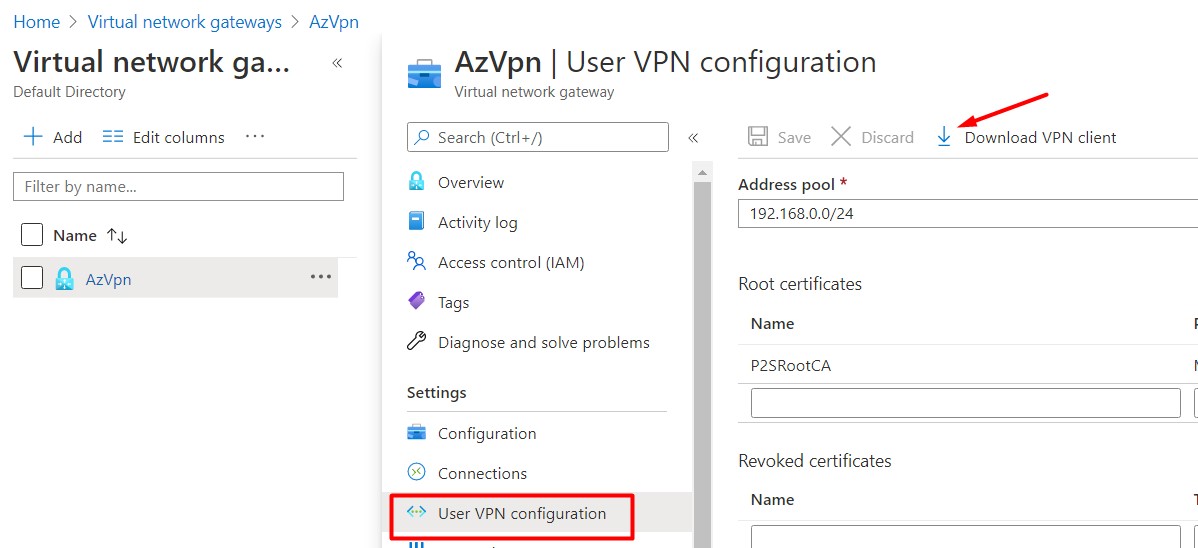 Home > Virtual network gateways > AzVpn
Virtual network ga... «
Default Directory
Add Edit columns ...
Filter by name...
Name ↑↓
AzVpn ...
AzVpn | User VPN configuration
Virtual network gateway
Search (Ctrl+/) «
Overview
Activity log
Access control (IAM)
Tags
Diagnose and solve problems
Settings
Configuration
Connections
User VPN configuration
Save Discard Download VPN client
Address pool *
192.168.0.0/24
Root certificates
Name
P2SRootCA
Revoked certificates
Name